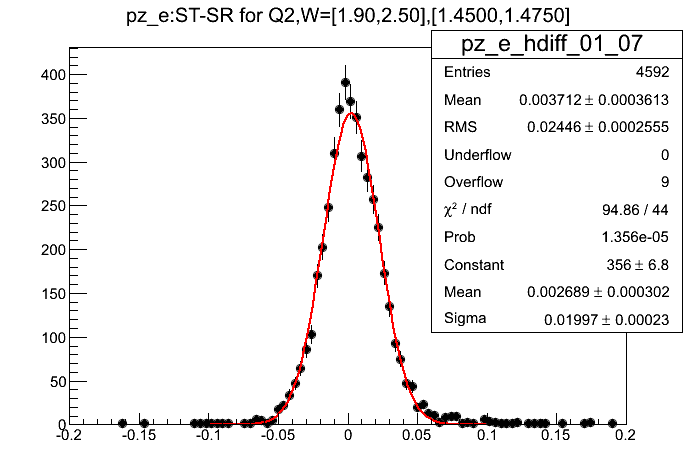 pz_e:ST-SR for Q2,W=[1.90,2.50],[1.4500,1.4750]
pz_e_hdiff_01_07
Entries 4592
Mean 0.003712 ± 0.0003613
RMS 0.02446 ± 0.0002555
Underflow 0
Overflow 9
χ² / ndf 94.86 / 44
Prob 1.356e-05
Constant 356 ± 6.8
Mean 0.002689 ± 0.000302
Sigma 0.01997 ± 0.00023
400
350
300
250
200
150
100
50
0
-0.2 -0.15 -0.1 -0.05 0 0.05 0.1 0.15 0.2